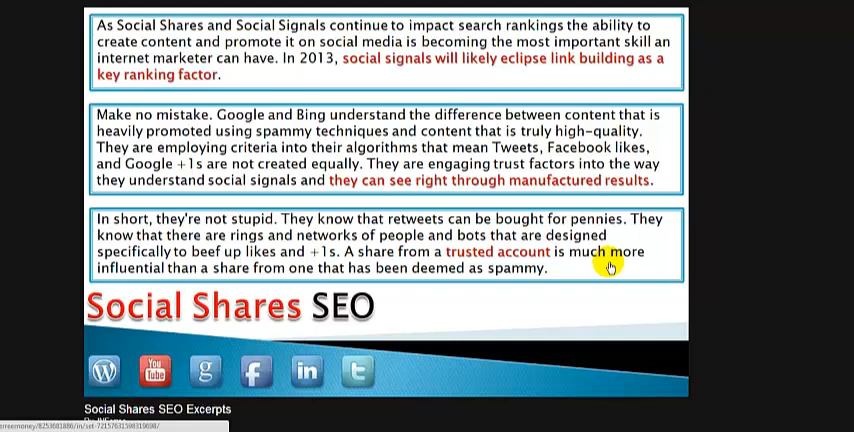 As Social Shares and Social Signals continue to impact search rankings the ability to
create content and promote it on social media is becoming the most important skill an
internet marketer can have. In 2013, social signals will likely eclipse link building as a
key ranking factor.
Make no mistake. Google and Bing understand the difference between content that is
heavily promoted using spammy techniques and content that is truly high-quality.
They are employing criteria into their algorithms that mean Tweets, Facebook likes,
and Google +1s are not created equally. They are engaging trust factors into the way
they understand social signals and they can see right through manufactured results.
In short, they're not stupid. They know that retweets can be bought for pennies. They
know that there are rings and networks of people and bots that are designed
specifically to beef up likes and +1s. A share from a trusted account is much more
influential than a share from one that has been deemed as spammy.
Social Shares SEO
You Tube g f in t
Social Shares SEO Excerpts